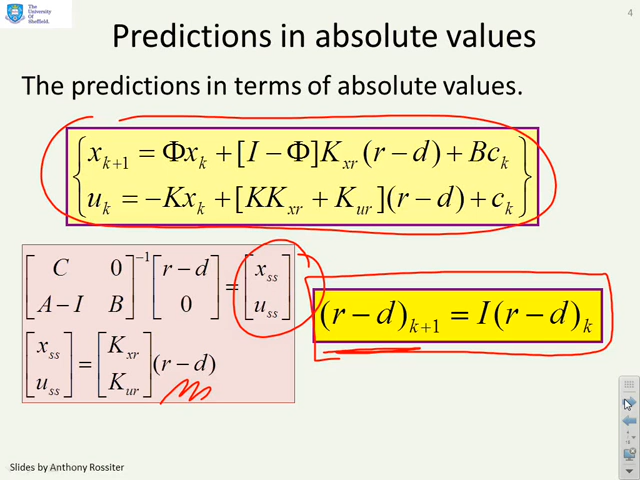 The
University
Of
Sheffield.
4
Predictions in absolute values
The predictions in terms of absolute values.
x_{k+1} = Φx_k + [I − Φ]K_{xr}(r − d) + Bc_k
u_k = −Kx_k + [KK_{xr} + K_{ur}](r − d) + c_k
[C 0; A − I B]^{−1} [r − d; 0] = [x_{ss}; u_{ss}]
[x_{ss}; u_{ss}] = [K_{xr}; K_{ur}](r − d)
(r − d)_{k+1} = I(r − d)_k
Slides by Anthony Rossiter